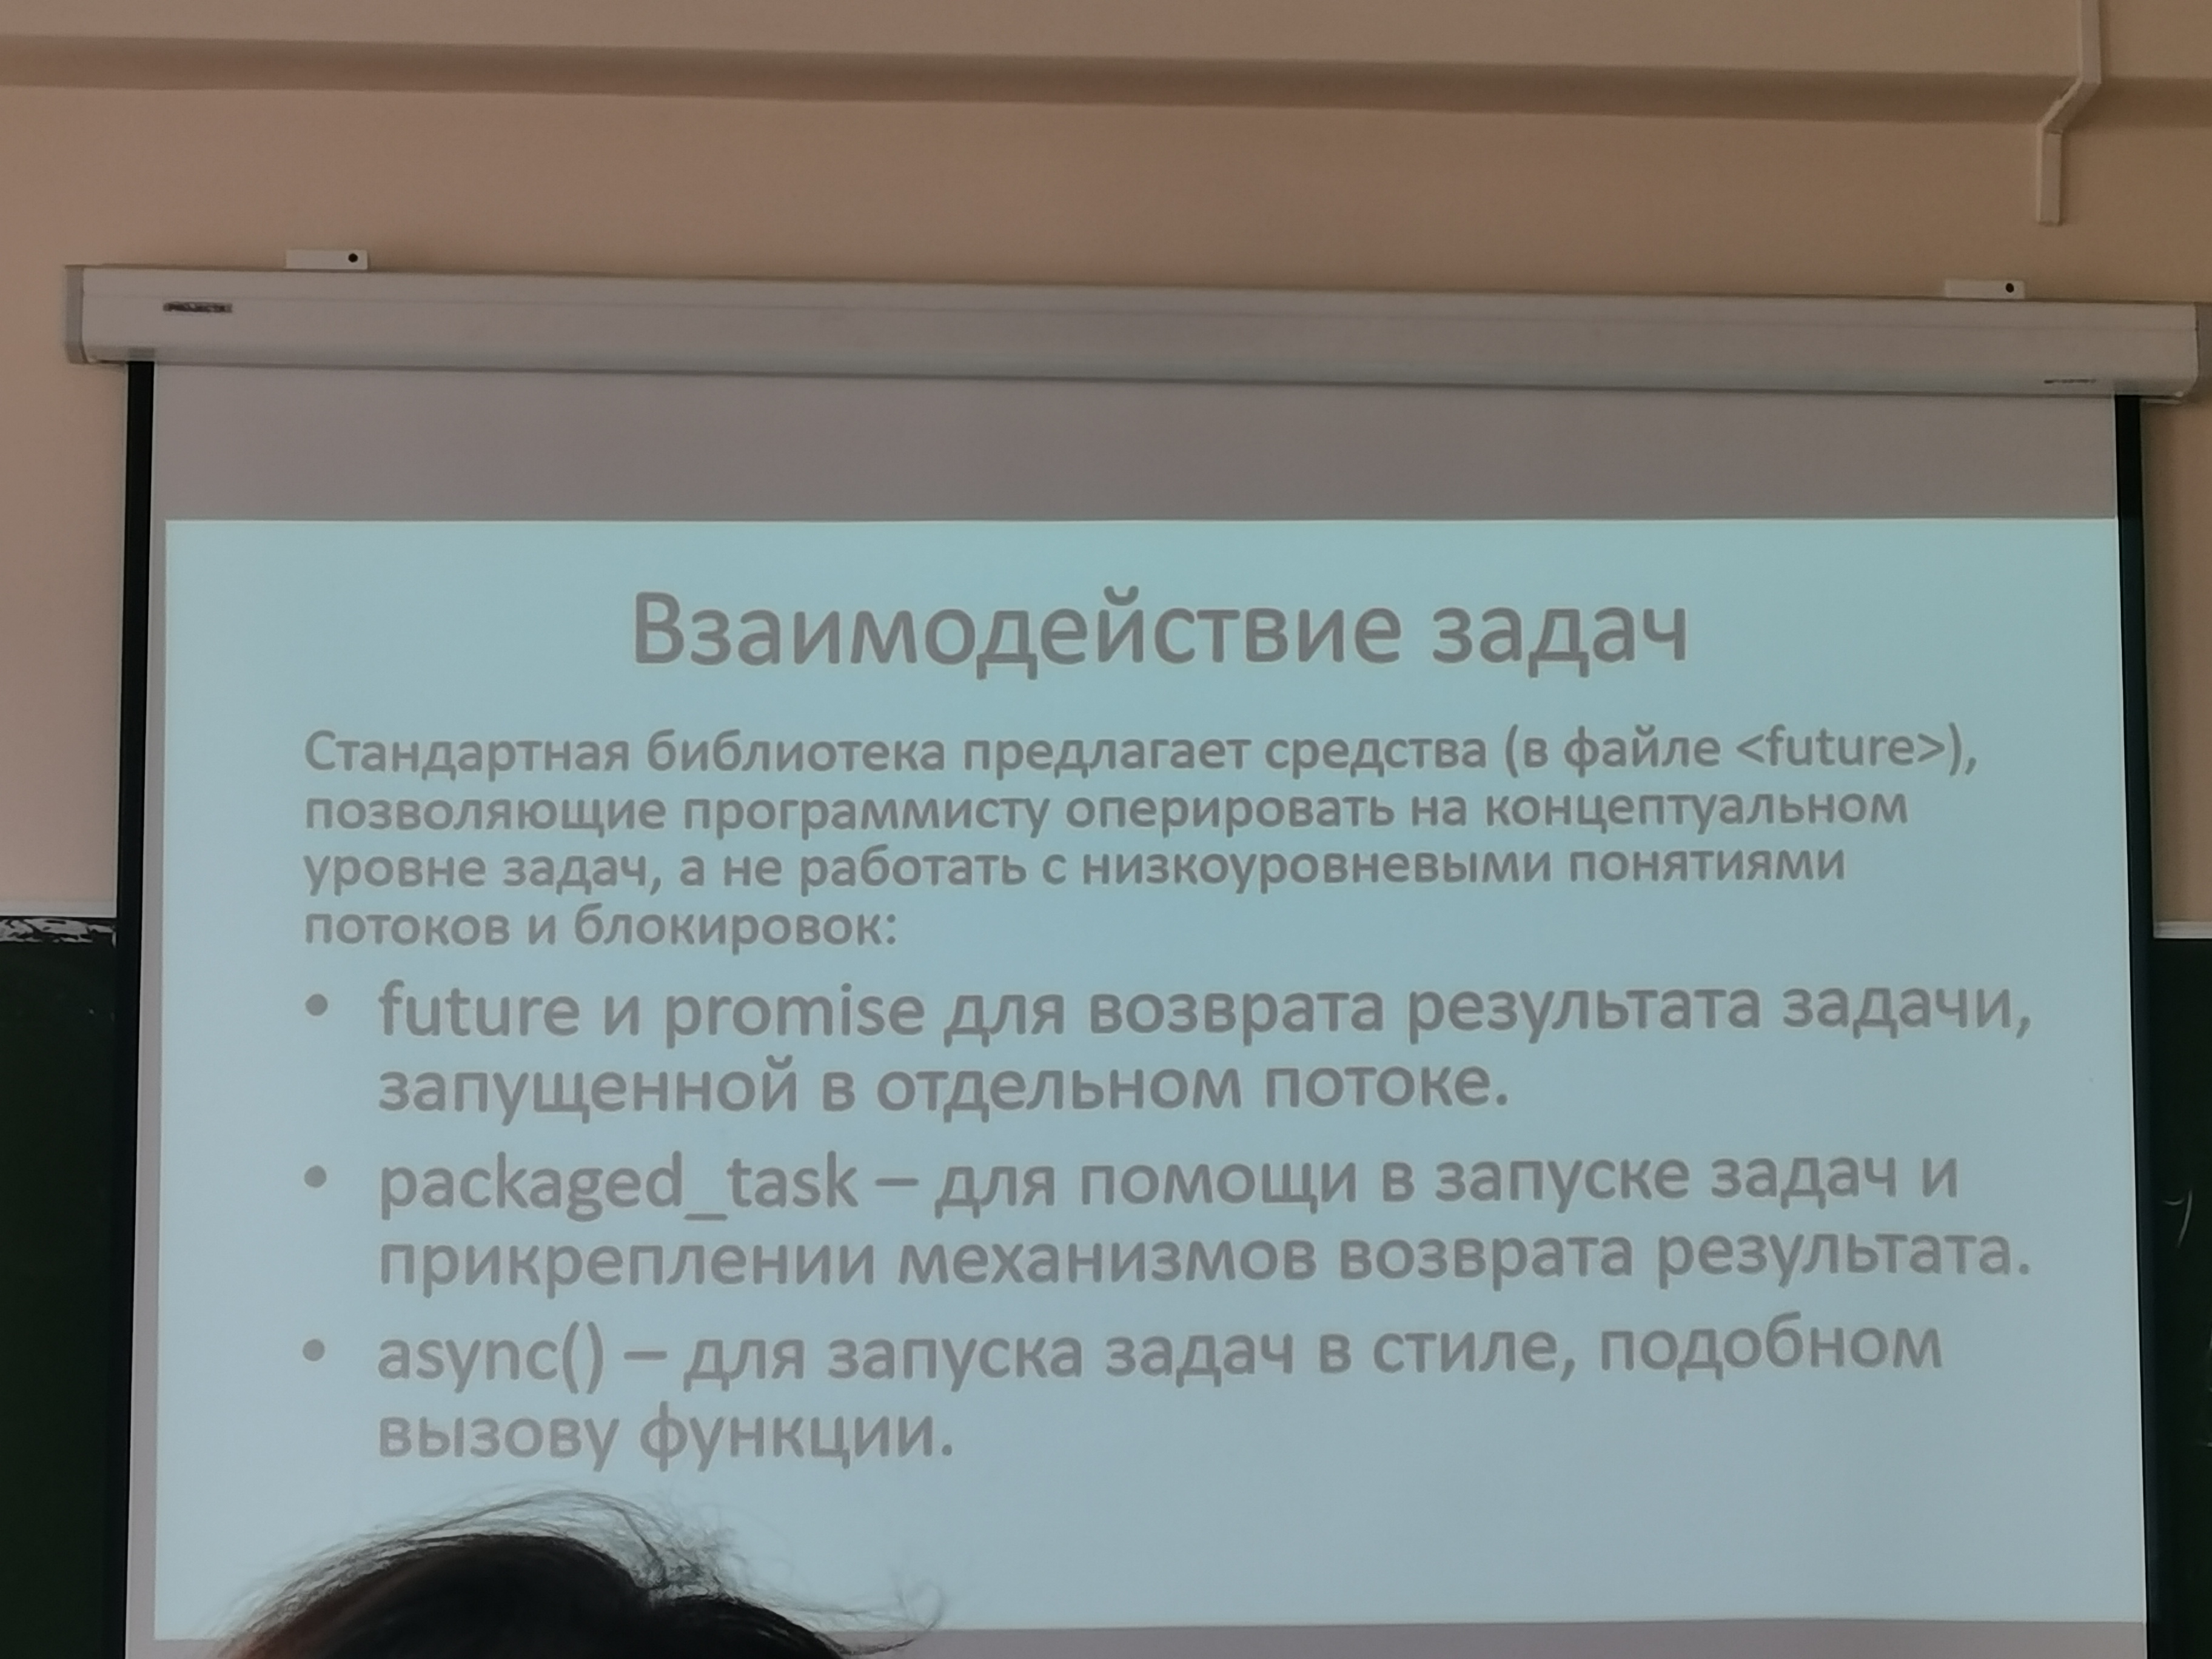 PROJECTA
Взаимодействие задач
Стандартная библиотека предлагает средства (в файле <future>),
позволяющие программисту оперировать на концептуальном
уровне задач, а не работать с низкоуровневыми понятиями
потоков и блокировок:
• future и promise для возврата результата задачи,
запущенной в отдельном потоке.
• packaged_task – для помощи в запуске задач и
прикреплении механизмов возврата результата.
• async() – для запуска задач в стиле, подобном
вызову функции.